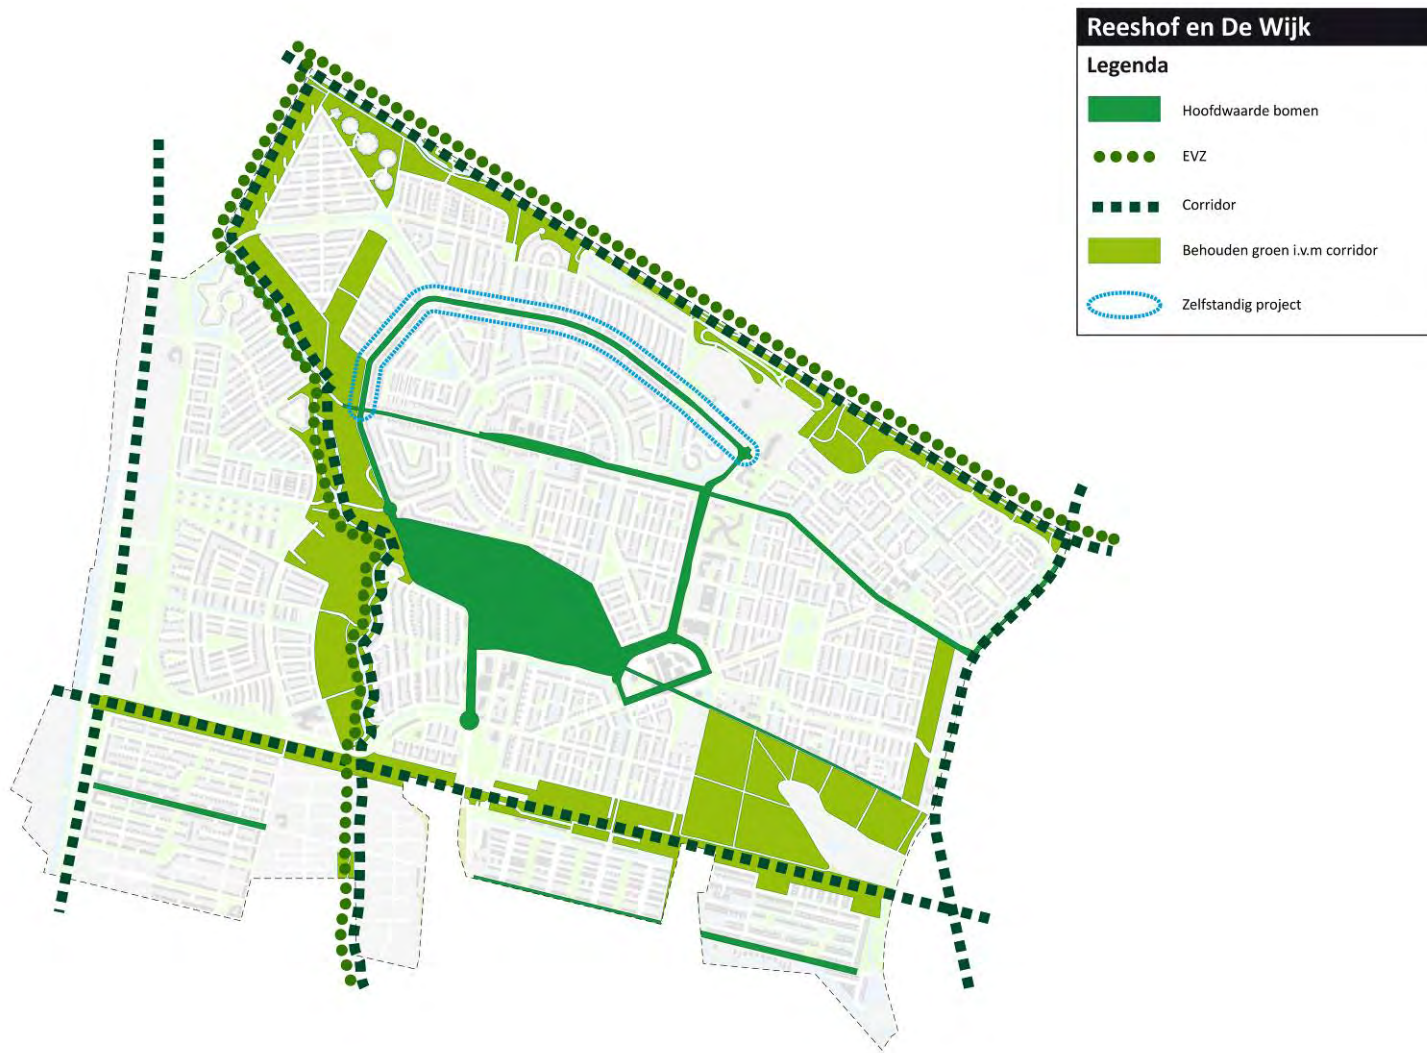 Reeshof en De Wijk
Legenda
Hoofdwaarde bomen
EVZ
Corridor
Behouden groen i.v.m corridor
Zelfstandig project